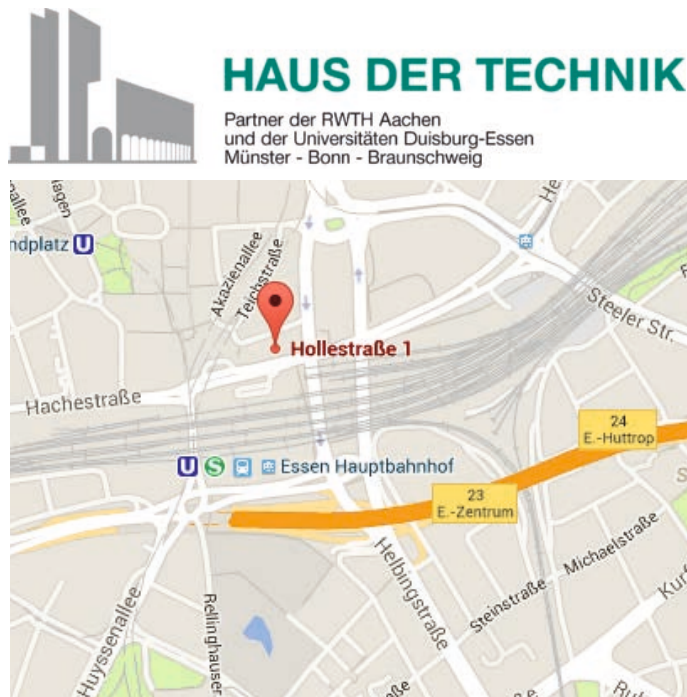 HAUS DER TECHNIK
Partner der RWTH Aachen
und der Universitäten Duisburg-Essen
Münster - Bonn - Braunschweig
Akazienallee
Teichstraße
ndplatz U
Steeler Str.
Hollestraße 1
Hachestraße
24
E.-Huttrop
U S Essen Hauptbahnhof
23
E.-Zentrum
Helbingstraße
Michaelstraße
Steinstraße
Huyssenallee
Rellinghauser